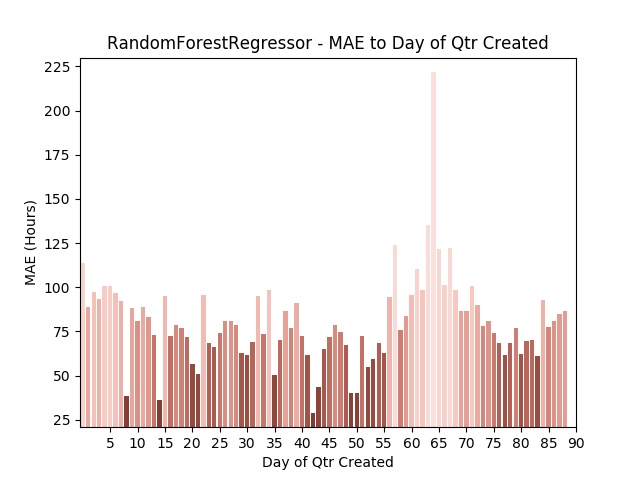 RandomForestRegressor - MAE to Day of Qtr Created
225
200
175
150
125
100
75
50
25
MAE (Hours)
5 10 15 20 25 30 35 40 45 50 55 60 65 70 75 80 85 90
Day of Qtr Created